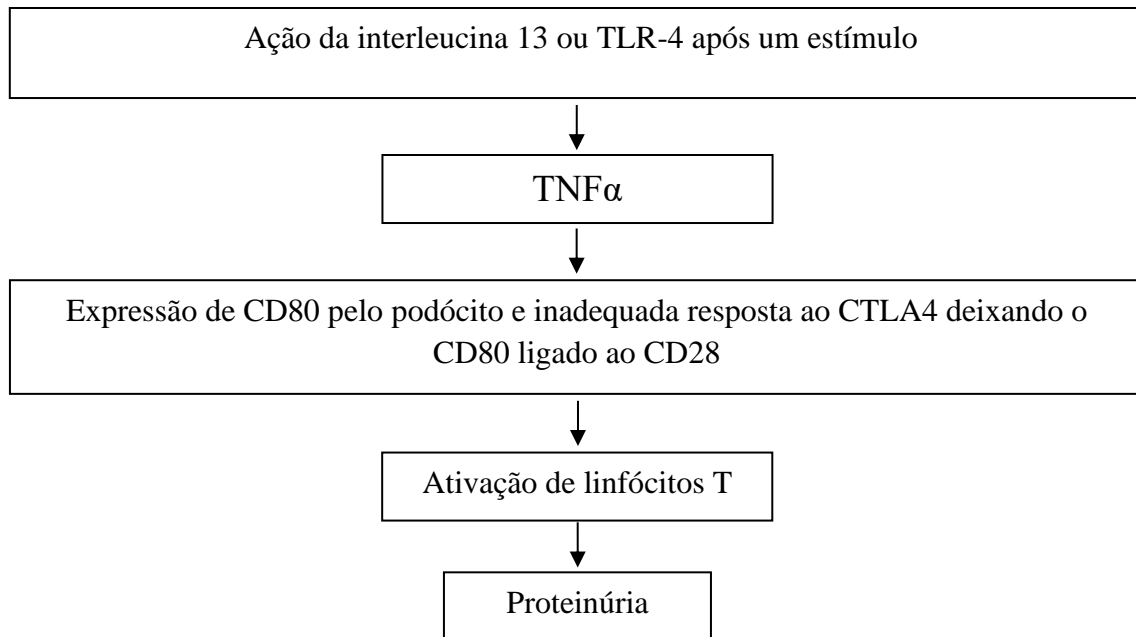 Ação da interleucina 13 ou TLR-4 após um estímulo
TNFα
Expressão de CD80 pelo podócito e inadequada resposta ao CTLA4 deixando o
CD80 ligado ao CD28
Ativação de linfócitos T
Proteinúria